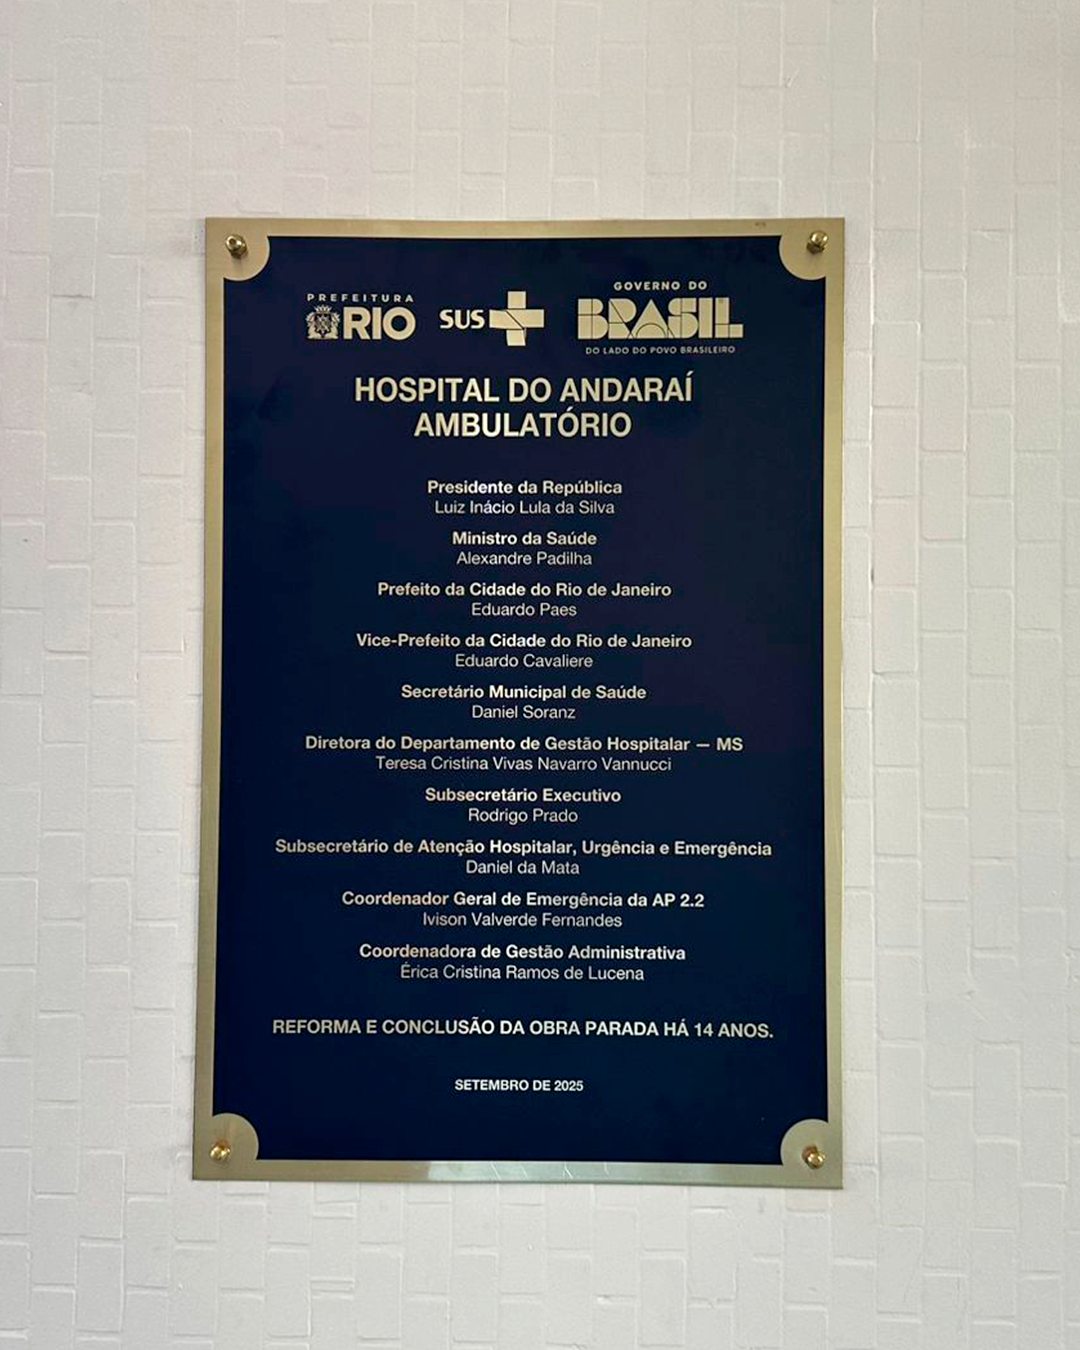 PREFEITURA
RIO
SUS
GOVERNO DO
BRASIL
DO LADO DO POVO BRASILEIRO
HOSPITAL DO ANDARAÍ
AMBULATÓRIO
Presidente da República
Luiz Inácio Lula da Silva
Ministro da Saúde
Alexandre Padilha
Prefeito da Cidade do Rio de Janeiro
Eduardo Paes
Vice-Prefeito da Cidade do Rio de Janeiro
Eduardo Cavaliere
Secretário Municipal de Saúde
Daniel Soranz
Diretora do Departamento de Gestão Hospitalar — MS
Teresa Cristina Vivas Navarro Vannucci
Subsecretário Executivo
Rodrigo Prado
Subsecretário de Atenção Hospitalar, Urgência e Emergência
Daniel da Mata
Coordenador Geral de Emergência da AP 2.2
Ivison Valverde Fernandes
Coordenadora de Gestão Administrativa
Érica Cristina Ramos de Lucena
REFORMA E CONCLUSÃO DA OBRA PARADA HÁ 14 ANOS.
SETEMBRO DE 2025